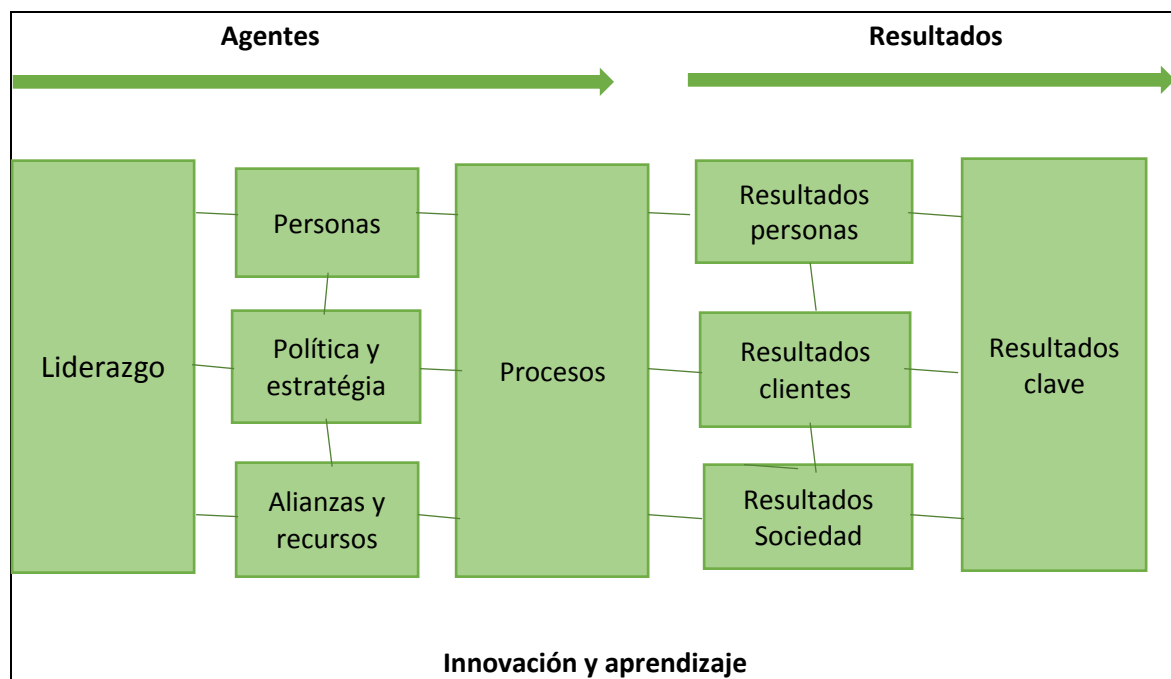 Agentes
Resultados
Liderazgo
Personas
Política y
estratégia
Alianzas y
recursos
Procesos
Resultados
personas
Resultados
clientes
Resultados
Sociedad
Resultados
clave
Innovación y aprendizaje